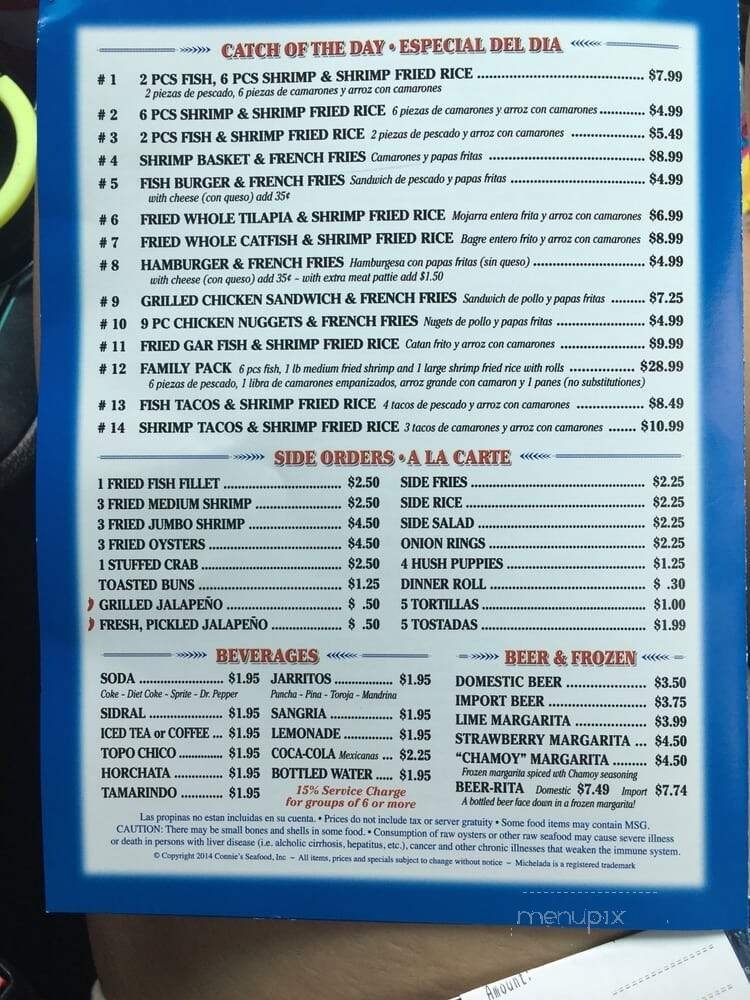 CATCH OF THE DAY • ESPECIAL DEL DIA
# 1 2 PCS FISH, 6 PCS SHRIMP & SHRIMP FRIED RICE ........ $7.99
2 piezas de pescado, 6 piezas de camarones y arroz con camarones
# 2 6 PCS SHRIMP & SHRIMP FRIED RICE 6 piezas de camarones y arroz con camarones ........ $4.99
# 3 2 PCS FISH & SHRIMP FRIED RICE 2 piezas de pescado y arroz con camarones ........ $5.49
# 4 SHRIMP BASKET & FRENCH FRIES Camarones y papas fritas ........ $8.99
# 5 FISH BURGER & FRENCH FRIES Sandwich de pescado y papas fritas ........ $4.99
with cheese (con queso) add 35¢
# 6 FRIED WHOLE TILAPIA & SHRIMP FRIED RICE Mojarra entera frita y arroz con camarones $6.99
# 7 FRIED WHOLE CATFISH & SHRIMP FRIED RICE Bagre entero frito y arroz con camarones $8.99
# 8 HAMBURGER & FRENCH FRIES Hamburgesa con papas fritas (sin queso) ........ $4.99
with cheese (con queso) add 35¢ - with extra meat pattie add $1.50
# 9 GRILLED CHICKEN SANDWICH & FRENCH FRIES Sandwich de pollo y papas fritas ........ $7.25
# 10 9 PC CHICKEN NUGGETS & FRENCH FRIES Nugets de pollo y papas fritas ........ $4.99
# 11 FRIED GAR FISH & SHRIMP FRIED RICE Catan frito y arroz con camarones ........ $9.99
# 12 FAMILY PACK 6 pcs fish, 1 lb medium fried shrimp and 1 large shrimp fried rice with rolls ........ $28.99
6 piezas de pescado, 1 libra de camarones empanizados, arroz grande con camaron y 1 panes (no substitutiones)
# 13 FISH TACOS & SHRIMP FRIED RICE 4 tacos de pescado y arroz con camarones ........ $8.49
# 14 SHRIMP TACOS & SHRIMP FRIED RICE 3 tacos de camarones y arroz con camarones ....... $10.99
SIDE ORDERS • A LA CARTE
1 FRIED FISH FILLET ........ $2.50
3 FRIED MEDIUM SHRIMP ........ $2.50
3 FRIED JUMBO SHRIMP ........ $4.50
3 FRIED OYSTERS ........ $4.50
1 STUFFED CRAB ........ $2.50
TOASTED BUNS ........ $1.25
GRILLED JALAPEÑO ........ $ .50
FRESH, PICKLED JALAPEÑO ........ $ .50
SIDE FRIES ........ $2.25
SIDE RICE ........ $2.25
SIDE SALAD ........ $2.25
ONION RINGS ........ $2.25
4 HUSH PUPPIES ........ $1.25
DINNER ROLL ........ $ .30
5 TORTILLAS ........ $1.00
5 TOSTADAS ........ $1.99
BEVERAGES
SODA ........ $1.95
Coke - Diet Coke - Sprite - Dr. Pepper
SIDRAL ........ $1.95
ICED TEA or COFFEE ... $1.95
TOPO CHICO ........ $1.95
HORCHATA ........ $1.95
TAMARINDO ........ $1.95
JARRITOS ........ $1.95
Puncha - Pina - Toroja - Mandrina
SANGRIA ........ $1.95
LEMONADE ........ $1.95
COCA-COLA Mexicanas ... $2.25
BOTTLED WATER ..... $1.95
15% Service Charge
for groups of 6 or more
BEER & FROZEN
DOMESTIC BEER ........ $3.50
IMPORT BEER ........ $3.75
LIME MARGARITA ........ $3.99
STRAWBERRY MARGARITA ... $4.50
"CHAMOY" MARGARITA ........ $4.50
Frozen margarita spiced wth Chamoy seasoning
BEER-RITA Domestic $7.49 Import $7.74
A bottled beer face down in a frozen margarita!
Las propinas no estan incluidas en su cuenta. • Prices do not include tax or server gratuity • Some food items may contain MSG.
CAUTION: There may be small bones and shells in some food. • Consumption of raw oysters or other raw seafood may cause severe illness
or death in persons with liver disease (i.e. alcholic cirrhosis, hepatitus, etc.), cancer and other chronic illnesses that weaken the immune system.
© Copyright 2014 Connie's Seafood, Inc ~ All items, prices and specials subject to change without notice ~ Michelada is a registered trademark
menupix
Amount: